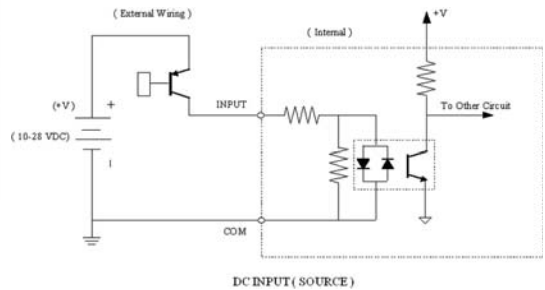 ( External Wiring )
( Internal )
+V
(+V)
+
INPUT
To Other Circuit
( 10-28 VDC)
COM
DC INPUT ( SOURCE )